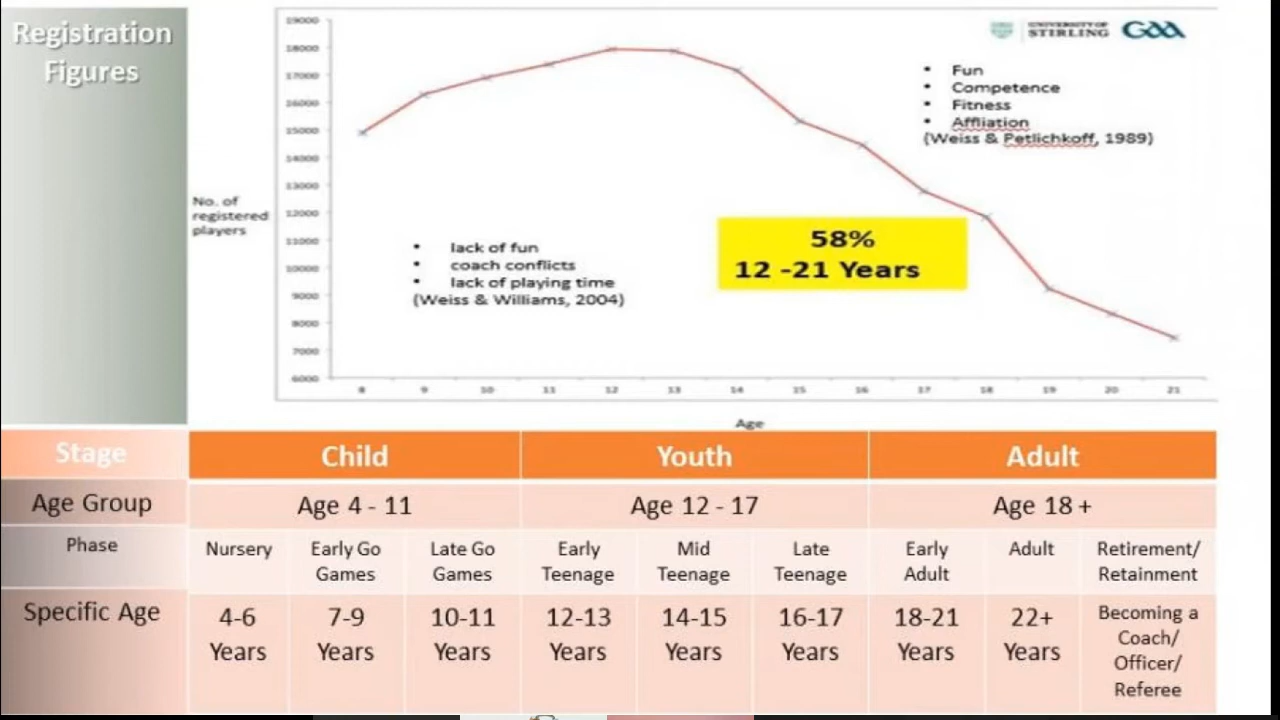 Registration
Figures
19000
18000
17000
16000
15000
14000
13000
12000
11000
10000
9000
8000
7000
6000
No. of
registered
players
UNIVERSITY OF
STIRLING
GAA
• Fun
• Competence
• Fitness
• Affliation
(Weiss & Petlichkoff, 1989)
• lack of fun
• coach conflicts
• lack of playing time
(Weiss & Williams, 2004)
58%
12 -21 Years
8 9 10 11 12 13 14 15 16 17 18 19 20 21
Age
Stage Child Youth Adult
Age Group Age 4 - 11 Age 12 - 17 Age 18 +
Phase Nursery Early Go Late Go Early Mid Late Early Adult Retirement/
Games Games Teenage Teenage Teenage Adult Retainment
Specific Age 4-6 7-9 10-11 12-13 14-15 16-17 18-21 22+ Becoming a
Years Years Years Years Years Years Years Years Coach/
Officer/
Referee